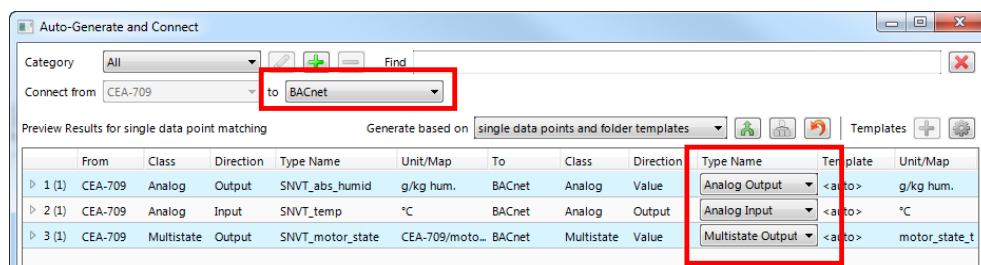 Auto-Generate and Connect
Category All Find
Connect from CEA-709 to BACnet
Preview Results for single data point matching Generate based on single data points and folder templates Templates
From Class Direction Type Name Unit/Map To Class Direction Type Name Template Unit/Map
1 (1) CEA-709 Analog Output SNVT_abs_humid g/kg hum. BACnet Analog Value Analog Output <auto> g/kg hum.
2 (1) CEA-709 Analog Input SNVT_temp °C BACnet Analog Output Analog Input <auto> °C
3 (1) CEA-709 Multistate Output SNVT_motor_state CEA-709/moto... BACnet Multistate Value Multistate Output <auto> motor_state_t